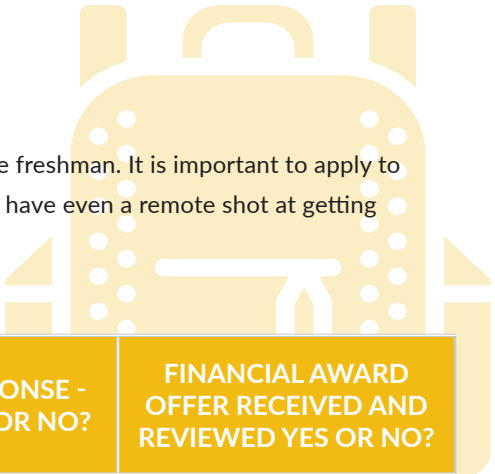 e freshman. It is important to apply to
have even a remote shot at getting
ONSE -
OR NO?
FINANCIAL AWARD
OFFER RECEIVED AND
REVIEWED YES OR NO?